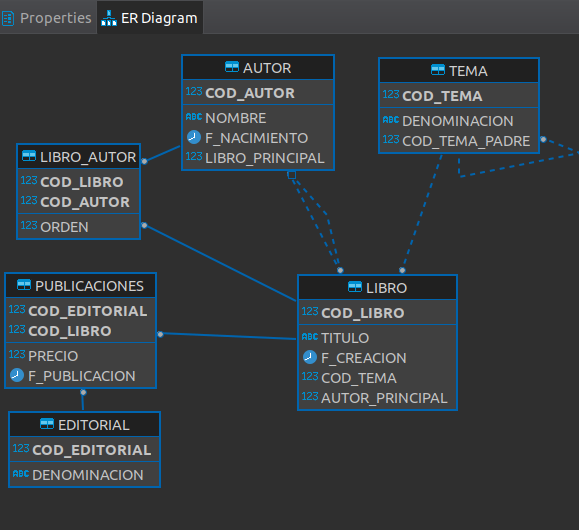 Properties
ER Diagram
AUTOR
123 COD_AUTOR
ABC NOMBRE
F_NACIMIENTO
123 LIBRO_PRINCIPAL
TEMA
123 COD_TEMA
ABC DENOMINACION
123 COD_TEMA_PADRE
LIBRO_AUTOR
123 COD_LIBRO
123 COD_AUTOR
123 ORDEN
PUBLICACIONES
123 COD_EDITORIAL
123 COD_LIBRO
123 PRECIO
F_PUBLICACION
LIBRO
123 COD_LIBRO
ABC TITULO
F_CREACION
123 COD_TEMA
123 AUTOR_PRINCIPAL
EDITORIAL
123 COD_EDITORIAL
ABC DENOMINACION